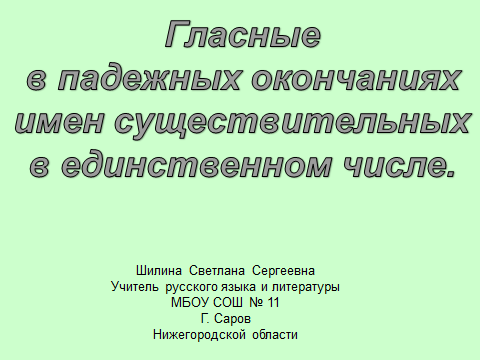 Гласные
в падежных окончаниях
имен существительных
в единственном числе.
Шилина Светлана Сергеевна
Учитель русского языка и литературы
МБОУ СОШ № 11
Г. Саров
Нижегородской области